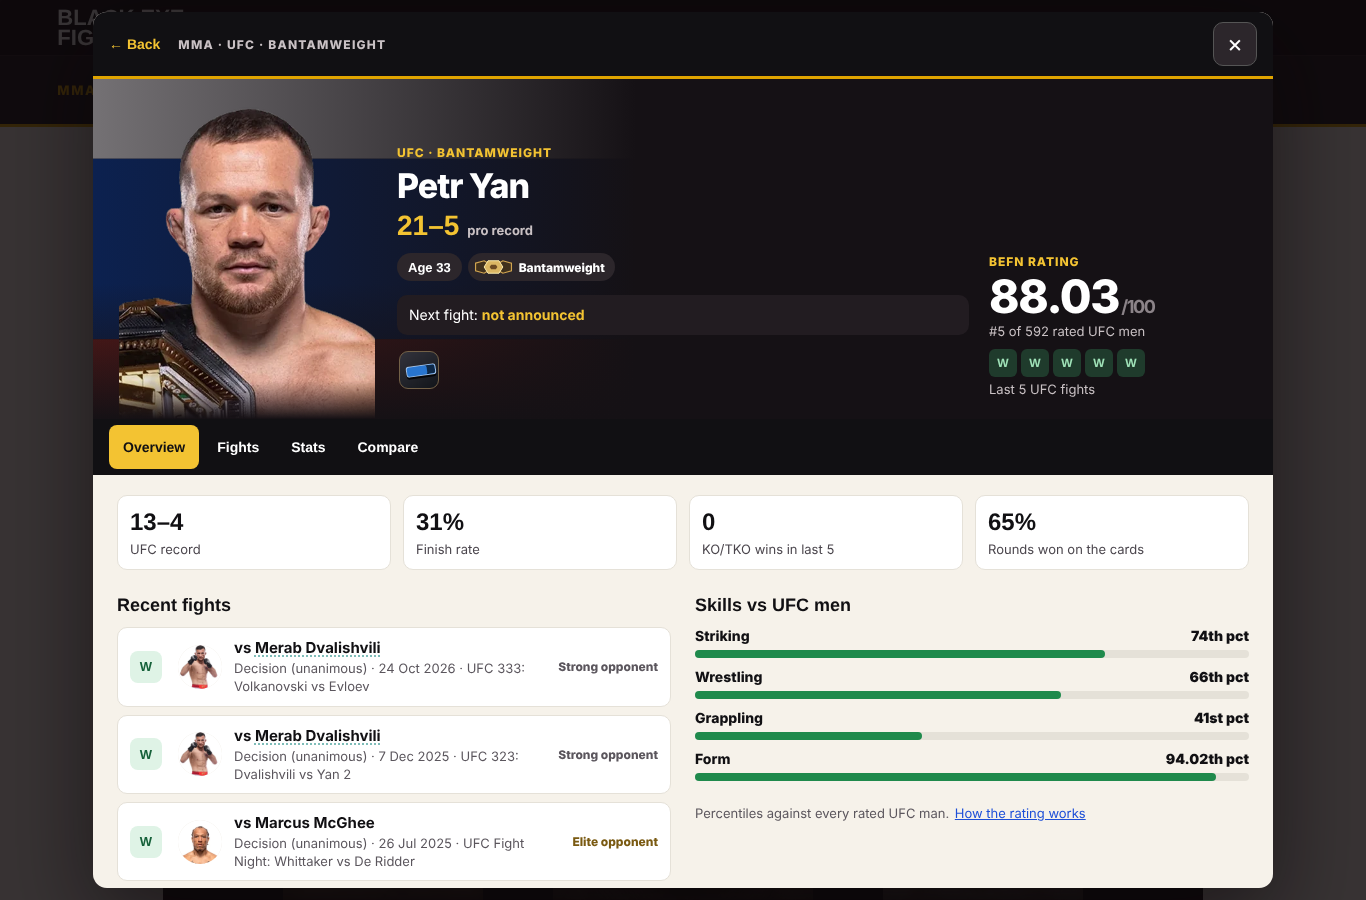 BLACK EYE
FIG
MMA
← Back
MMA · UFC · BANTAMWEIGHT
×
UFC · BANTAMWEIGHT
Petr Yan
21–5 pro record
Age 33
Bantamweight
Next fight: not announced
BEFN RATING
88.03/100
#5 of 592 rated UFC men
W W W W W
Last 5 UFC fights
Overview
Fights
Stats
Compare
13–4
UFC record
31%
Finish rate
0
KO/TKO wins in last 5
65%
Rounds won on the cards
Recent fights
W
vs Merab Dvalishvili
Decision (unanimous) · 24 Oct 2026 · UFC 333:
Volkanovski vs Evloev
Strong opponent
W
vs Merab Dvalishvili
Decision (unanimous) · 7 Dec 2025 · UFC 323:
Dvalishvili vs Yan 2
Strong opponent
W
vs Marcus McGhee
Decision (unanimous) · 26 Jul 2025 · UFC Fight
Night: Whittaker vs De Ridder
Elite opponent
Skills vs UFC men
Striking 74th pct
Wrestling 66th pct
Grappling 41st pct
Form 94.02th pct
Percentiles against every rated UFC man. How the rating works